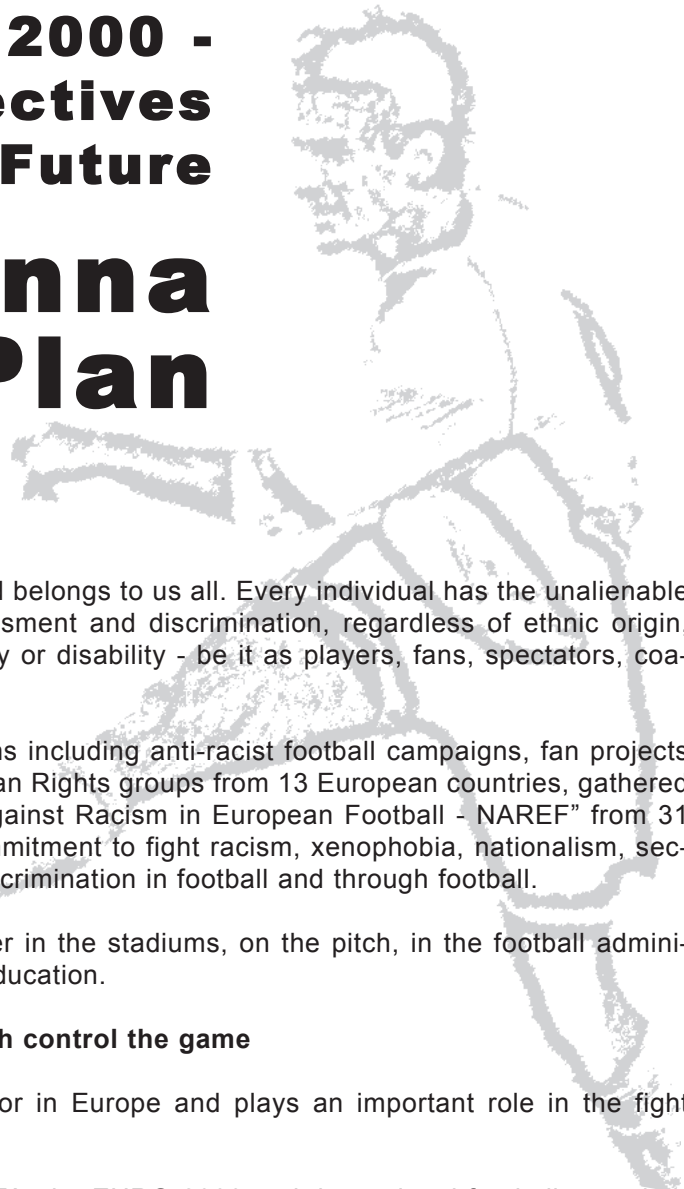 2000 -
ectives
Future
nna
Plan
l belongs to us all. Every individual has the unalienable
sment and discrimination, regardless of ethnic origin,
y or disability - be it as players, fans, spectators, coa-
ns including anti-racist football campaigns, fan projects
an Rights groups from 13 European countries, gathered
gainst Racism in European Football - NAREF” from 31
mmitment to fight racism, xenophobia, nationalism, sec-
crimination in football and through football.
er in the stadiums, on the pitch, in the football admini-
ducation.
h control the game
or in Europe and plays an important role in the fight